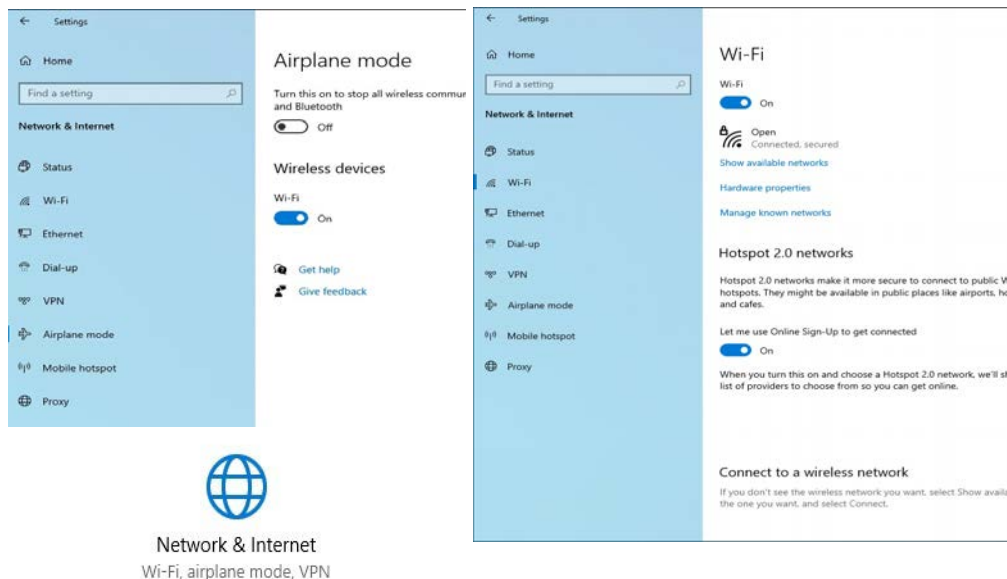 Settings
Home
Find a setting
Network & Internet
Status
Wi-Fi
Ethernet
Dial-up
VPN
Airplane mode
Mobile hotspot
Proxy
Airplane mode
Turn this on to stop all wireless commun
and Bluetooth
Off
Wireless devices
Wi-Fi
On
Get help
Give feedback
Network & Internet
Wi-Fi, airplane mode, VPN
Settings
Home
Find a setting
Network & Internet
Status
Wi-Fi
Ethernet
Dial-up
VPN
Airplane mode
Mobile hotspot
Proxy
Wi-Fi
Wi-Fi
On
Open
Connected, secured
Show available networks
Hardware properties
Manage known networks
Hotspot 2.0 networks
Hotspot 2.0 networks make it more secure to connect to public W
hotspots. They might be available in public places like airports, ho
and cafes.
Let me use Online Sign-Up to get connected
On
When you turn this on and choose a Hotspot 2.0 network, we'll sh
list of providers to choose from so you can get online.
Connect to a wireless network
If you don't see the wireless network you want, select Show availa
the one you want, and select Connect.